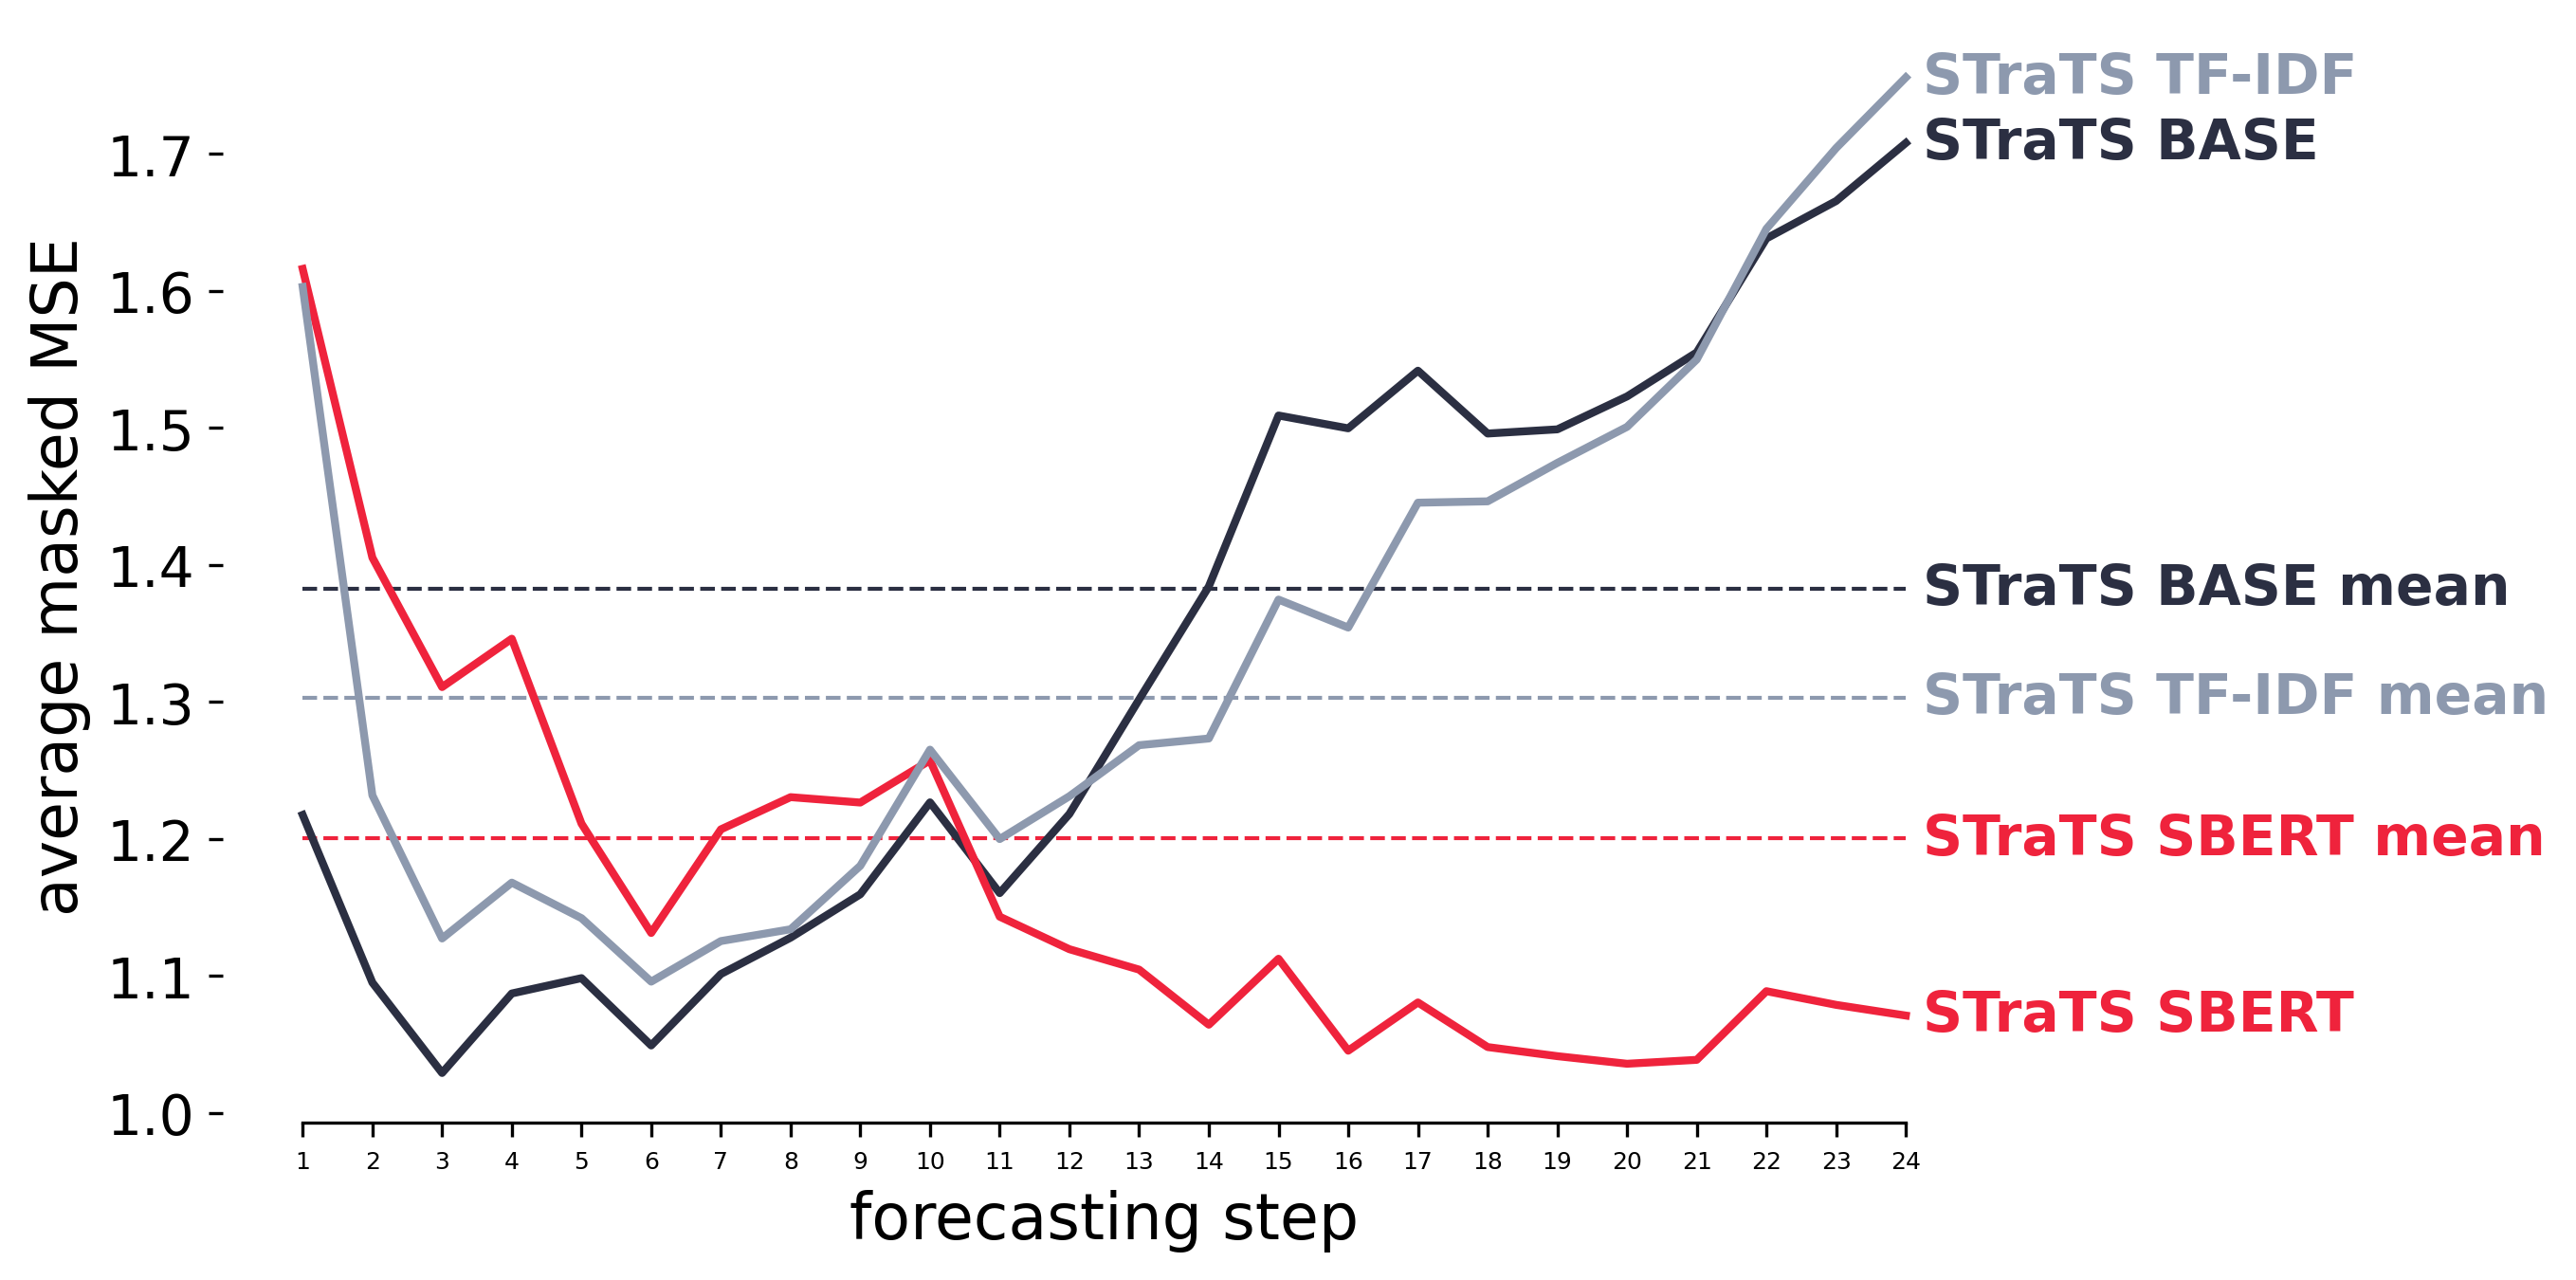 STraTS TF-IDF
STraTS BASE
1.7
1.6
1.5
1.4
1.3
1.2
1.1
1.0
average masked MSE
STraTS BASE mean
STraTS TF-IDF mean
STraTS SBERT mean
STraTS SBERT
1 2 3 4 5 6 7 8 9 10 11 12 13 14 15 16 17 18 19 20 21 22 23 24
forecasting step